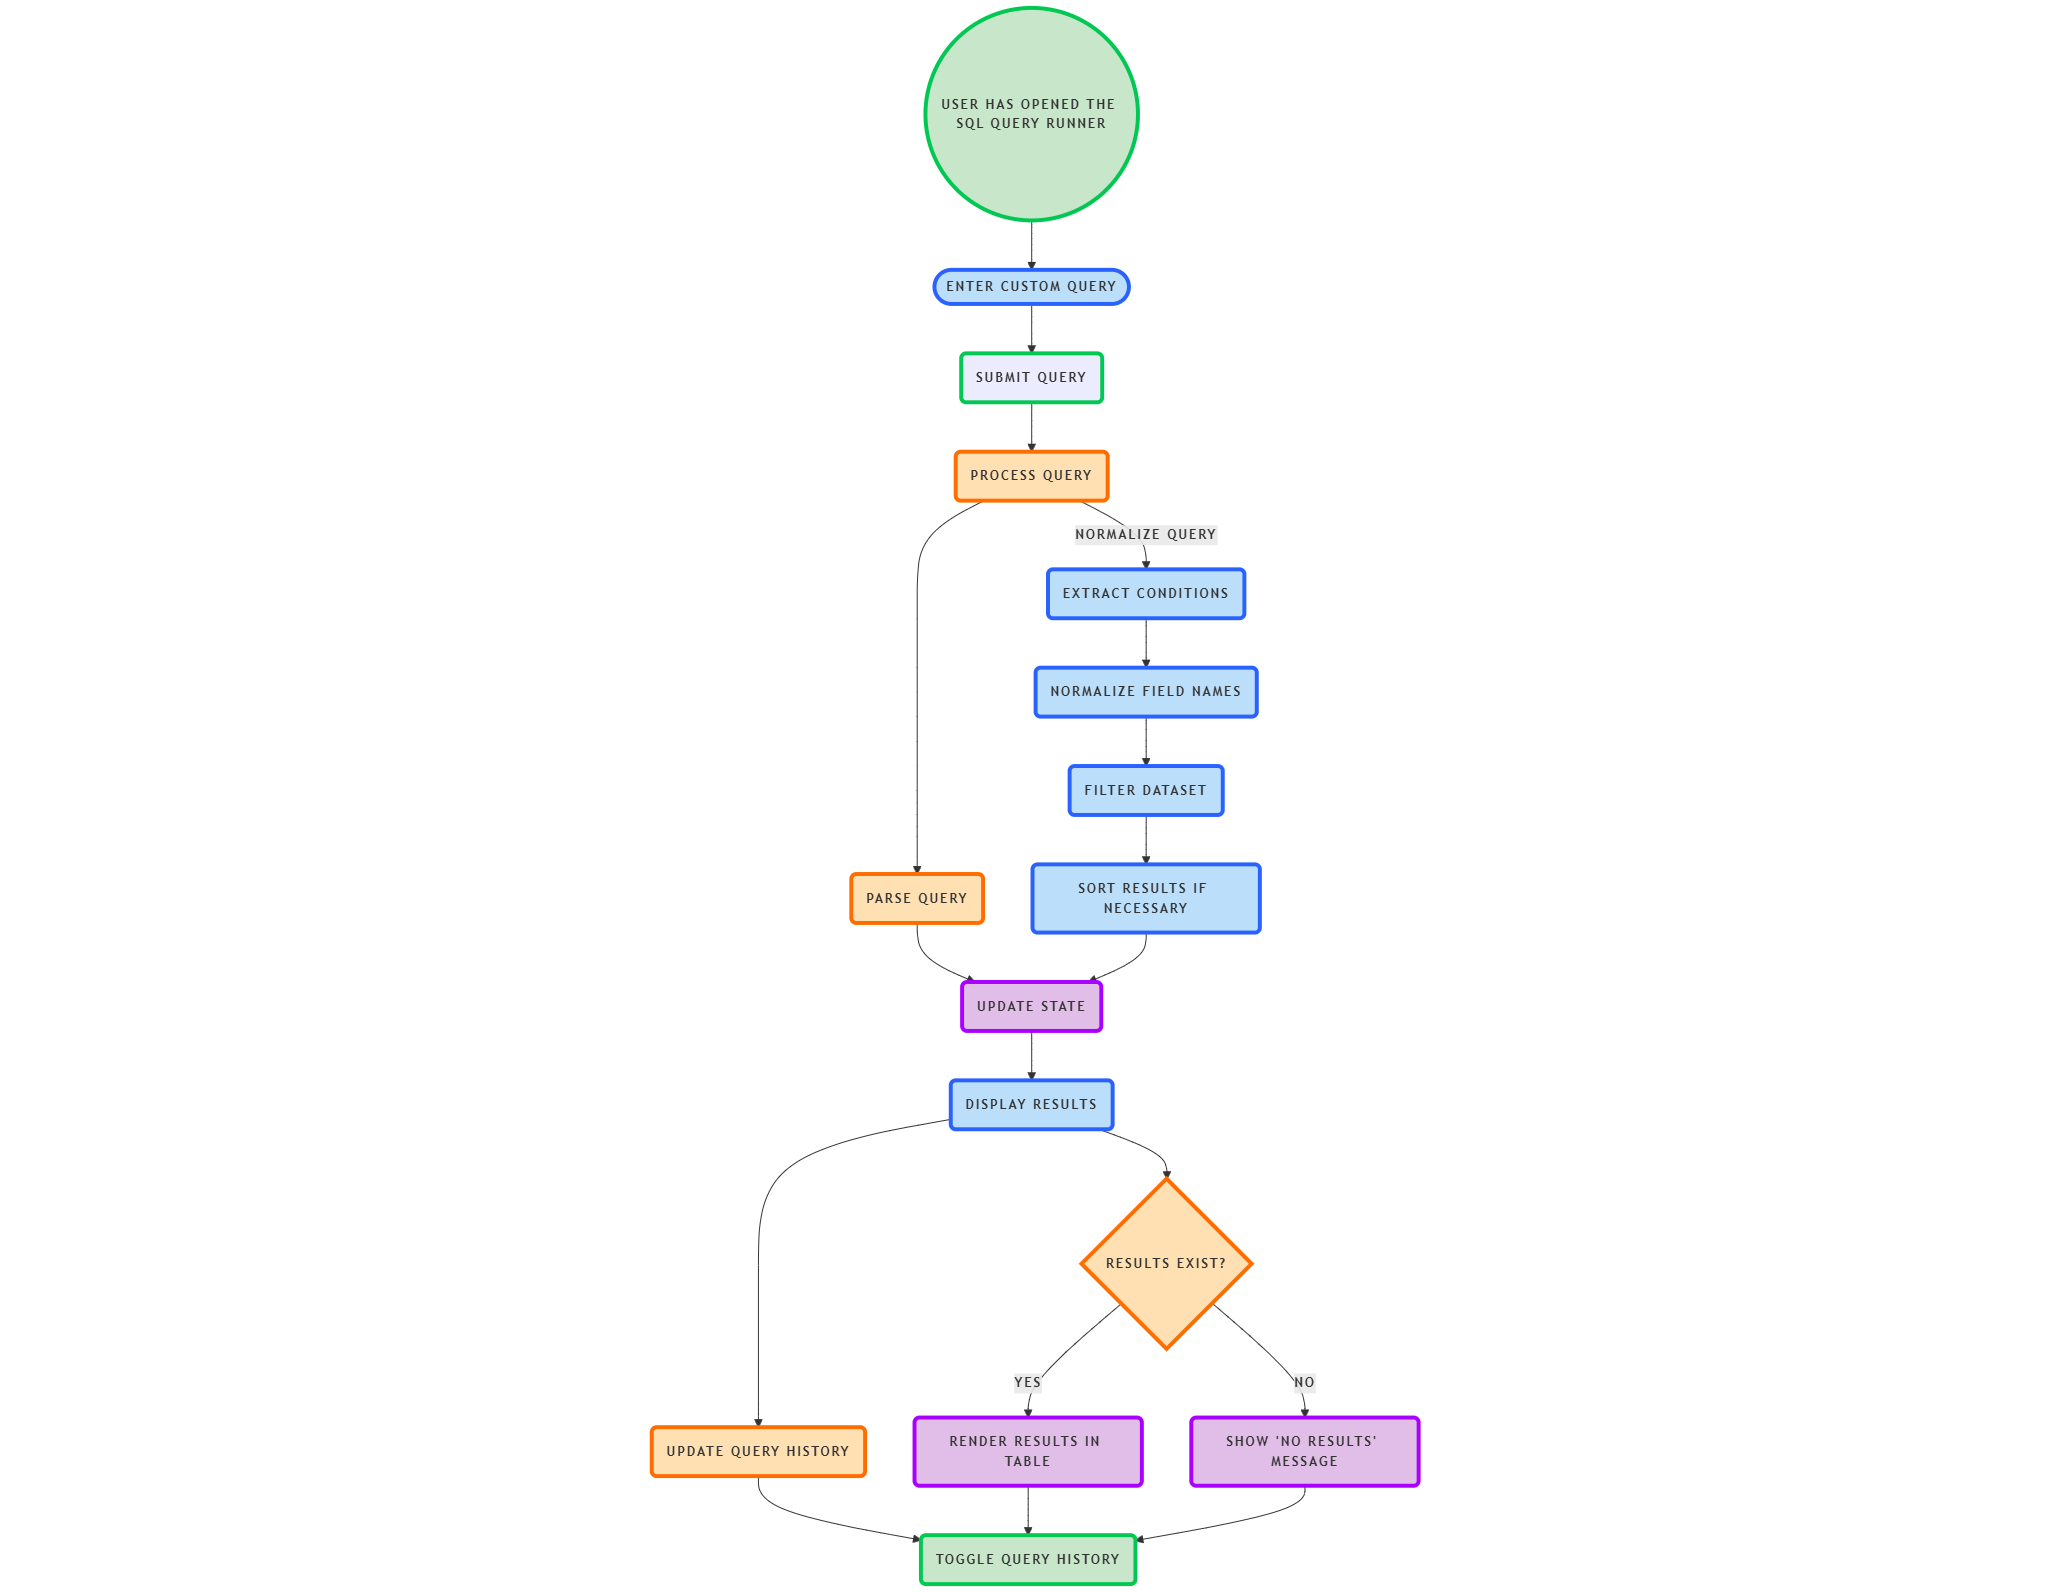 USER HAS OPENED THE
SQL QUERY RUNNER
ENTER CUSTOM QUERY
SUBMIT QUERY
PROCESS QUERY
NORMALIZE QUERY
EXTRACT CONDITIONS
NORMALIZE FIELD NAMES
FILTER DATASET
PARSE QUERY
SORT RESULTS IF
NECESSARY
UPDATE STATE
DISPLAY RESULTS
RESULTS EXIST?
YES
NO
UPDATE QUERY HISTORY
RENDER RESULTS IN
TABLE
SHOW 'NO RESULTS'
MESSAGE
TOGGLE QUERY HISTORY